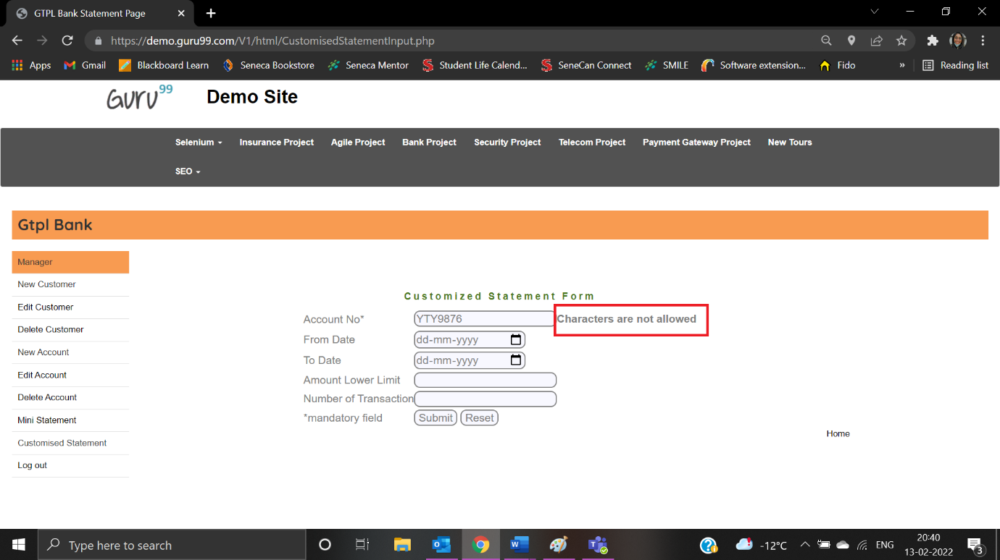 GTPL Bank Statement Page
https://demo.guru99.com/V1/html/CustomisedStatementInput.php
Apps Gmail Blackboard Learn Seneca Bookstore Seneca Mentor Student Life Calend... SeneCan Connect SMILE Software extension... Fido » Reading list
Guru99 Demo Site
Selenium Insurance Project Agile Project Bank Project Security Project Telecom Project Payment Gateway Project New Tours
SEO
Gtpl Bank
Manager
New Customer
Edit Customer
Delete Customer
New Account
Edit Account
Delete Account
Mini Statement
Customised Statement
Log out
Customized Statement Form
Account No* YTY9876 Characters are not allowed
From Date dd-mm-yyyy
To Date dd-mm-yyyy
Amount Lower Limit
Number of Transaction
*mandatory field Submit Reset
Home
Type here to search
-12°C ENG 20:40
13-02-2022 3